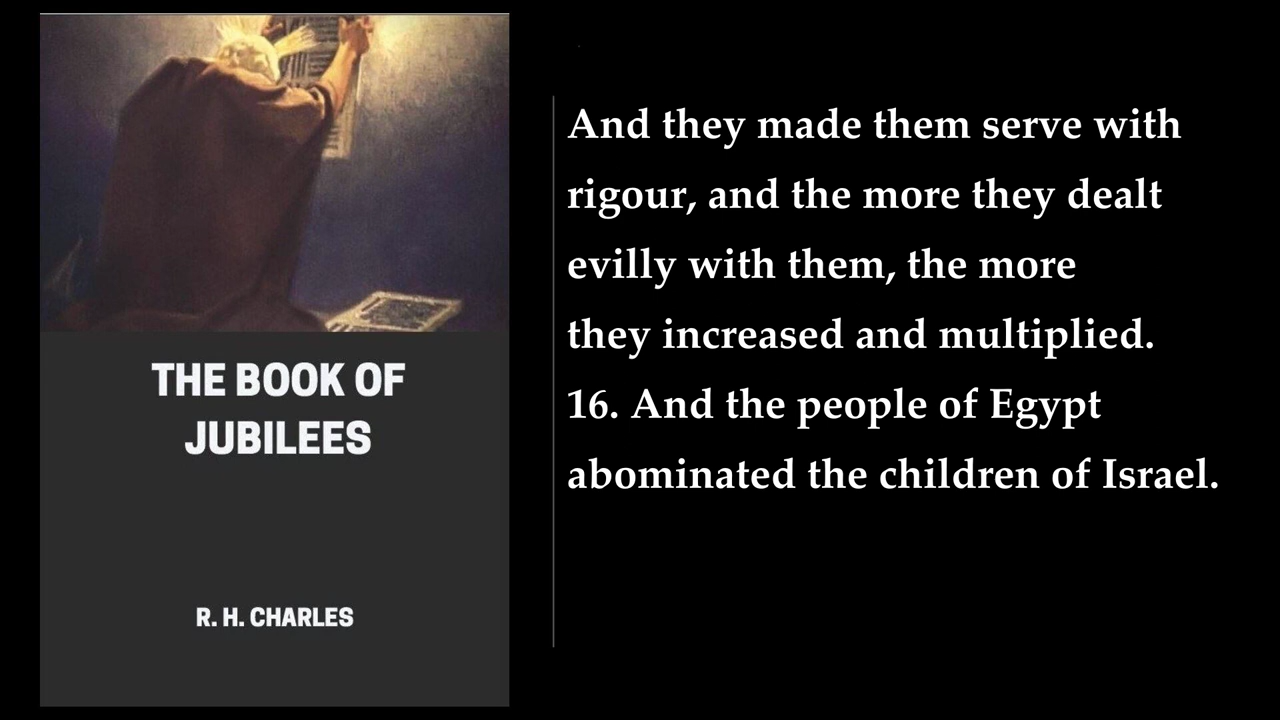 THE BOOK OF
JUBILEES
R. H. CHARLES
And they made them serve with
rigour, and the more they dealt
evilly with them, the more
they increased and multiplied.
16. And the people of Egypt
abominated the children of Israel.